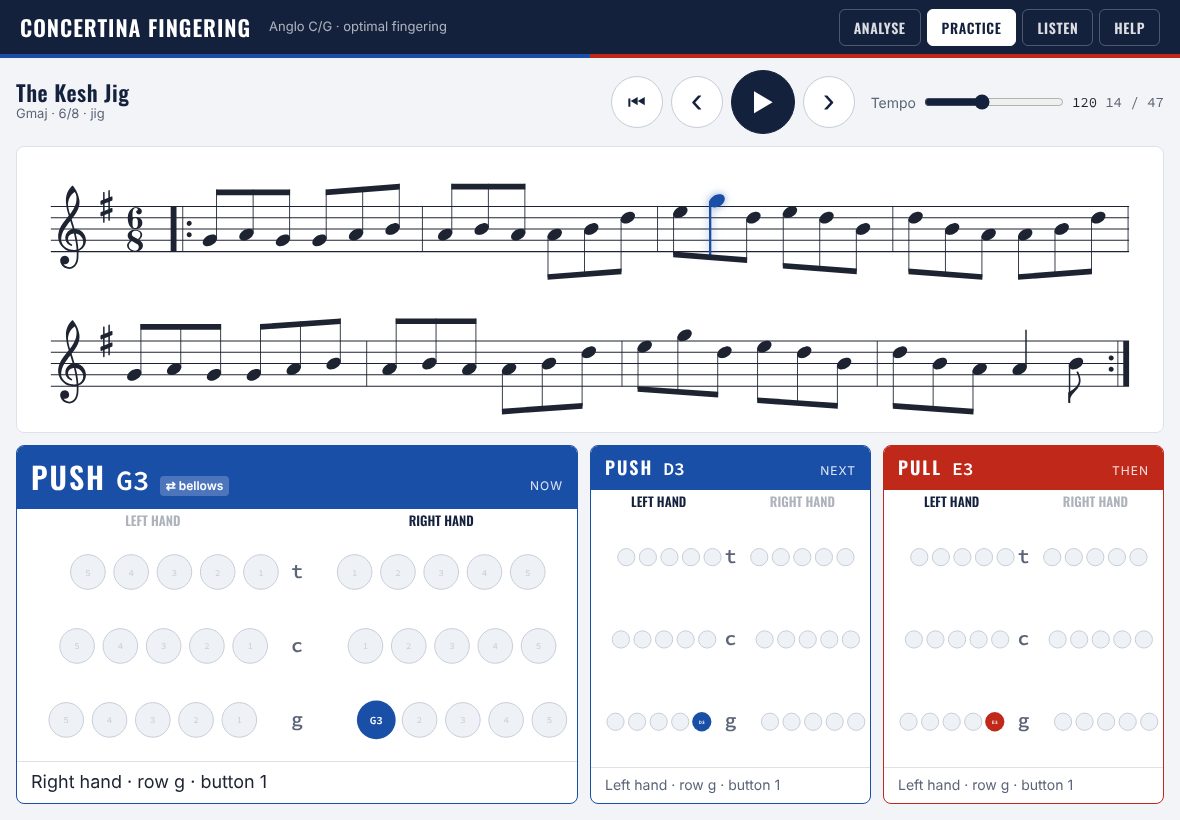 CONCERTINA FINGERING
Anglo C/G · optimal fingering
ANALYSE PRACTICE LISTEN HELP
The Kesh Jig
Gmaj · 6/8 · jig
Tempo 120 14 / 47
6
8
PUSH G3 ⇄ bellows NOW
LEFT HAND RIGHT HAND
5 4 3 2 1 t 1 2 3 4 5
5 4 3 2 1 c 1 2 3 4 5
5 4 3 2 1 g G3 2 3 4 5
Right hand · row g · button 1
PUSH D3 NEXT
LEFT HAND RIGHT HAND
t
c
D3 g
Left hand · row g · button 1
PULL E3 THEN
LEFT HAND RIGHT HAND
t
c
E3 g
Left hand · row g · button 1